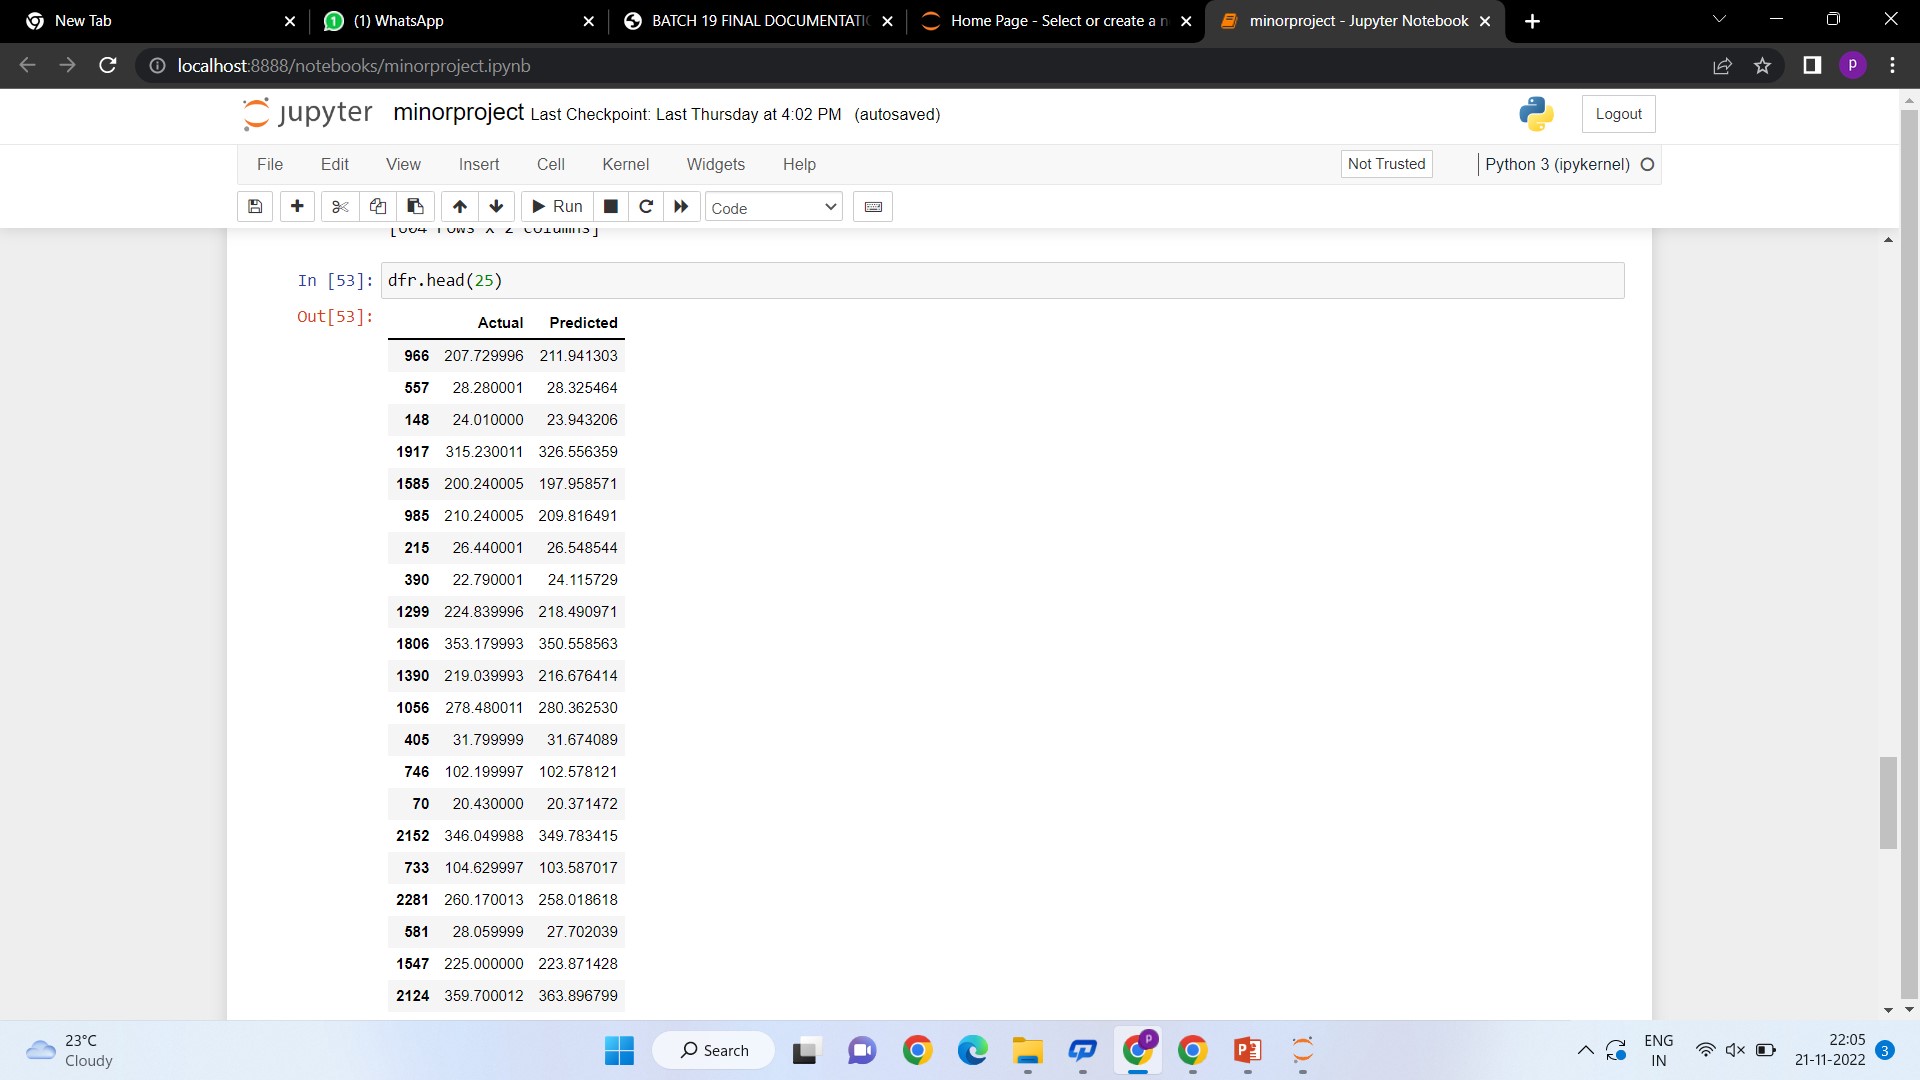 New Tab
(1) WhatsApp
BATCH 19 FINAL DOCUMENTATIO
Home Page - Select or create a n
minorproject - Jupyter Notebook
localhost:8888/notebooks/minorproject.ipynb
P
jupyter minorproject Last Checkpoint: Last Thursday at 4:02 PM (autosaved)
Logout
File Edit View Insert Cell Kernel Widgets Help
Not Trusted
Python 3 (ipykernel)
Run
Code
[604 rows x 2 columns]
In [53]: dfr.head(25)
Out[53]:
Actual Predicted
966 207.729996 211.941303
557 28.280001 28.325464
148 24.010000 23.943206
1917 315.230011 326.556359
1585 200.240005 197.958571
985 210.240005 209.816491
215 26.440001 26.548544
390 22.790001 24.115729
1299 224.839996 218.490971
1806 353.179993 350.558563
1390 219.039993 216.676414
1056 278.480011 280.362530
405 31.799999 31.674089
746 102.199997 102.578121
70 20.430000 20.371472
2152 346.049988 349.783415
733 104.629997 103.587017
2281 260.170013 258.018618
581 28.059999 27.702039
1547 225.000000 223.871428
2124 359.700012 363.896799
23°C
Cloudy
Search
ENG
IN
22:05
21-11-2022
3